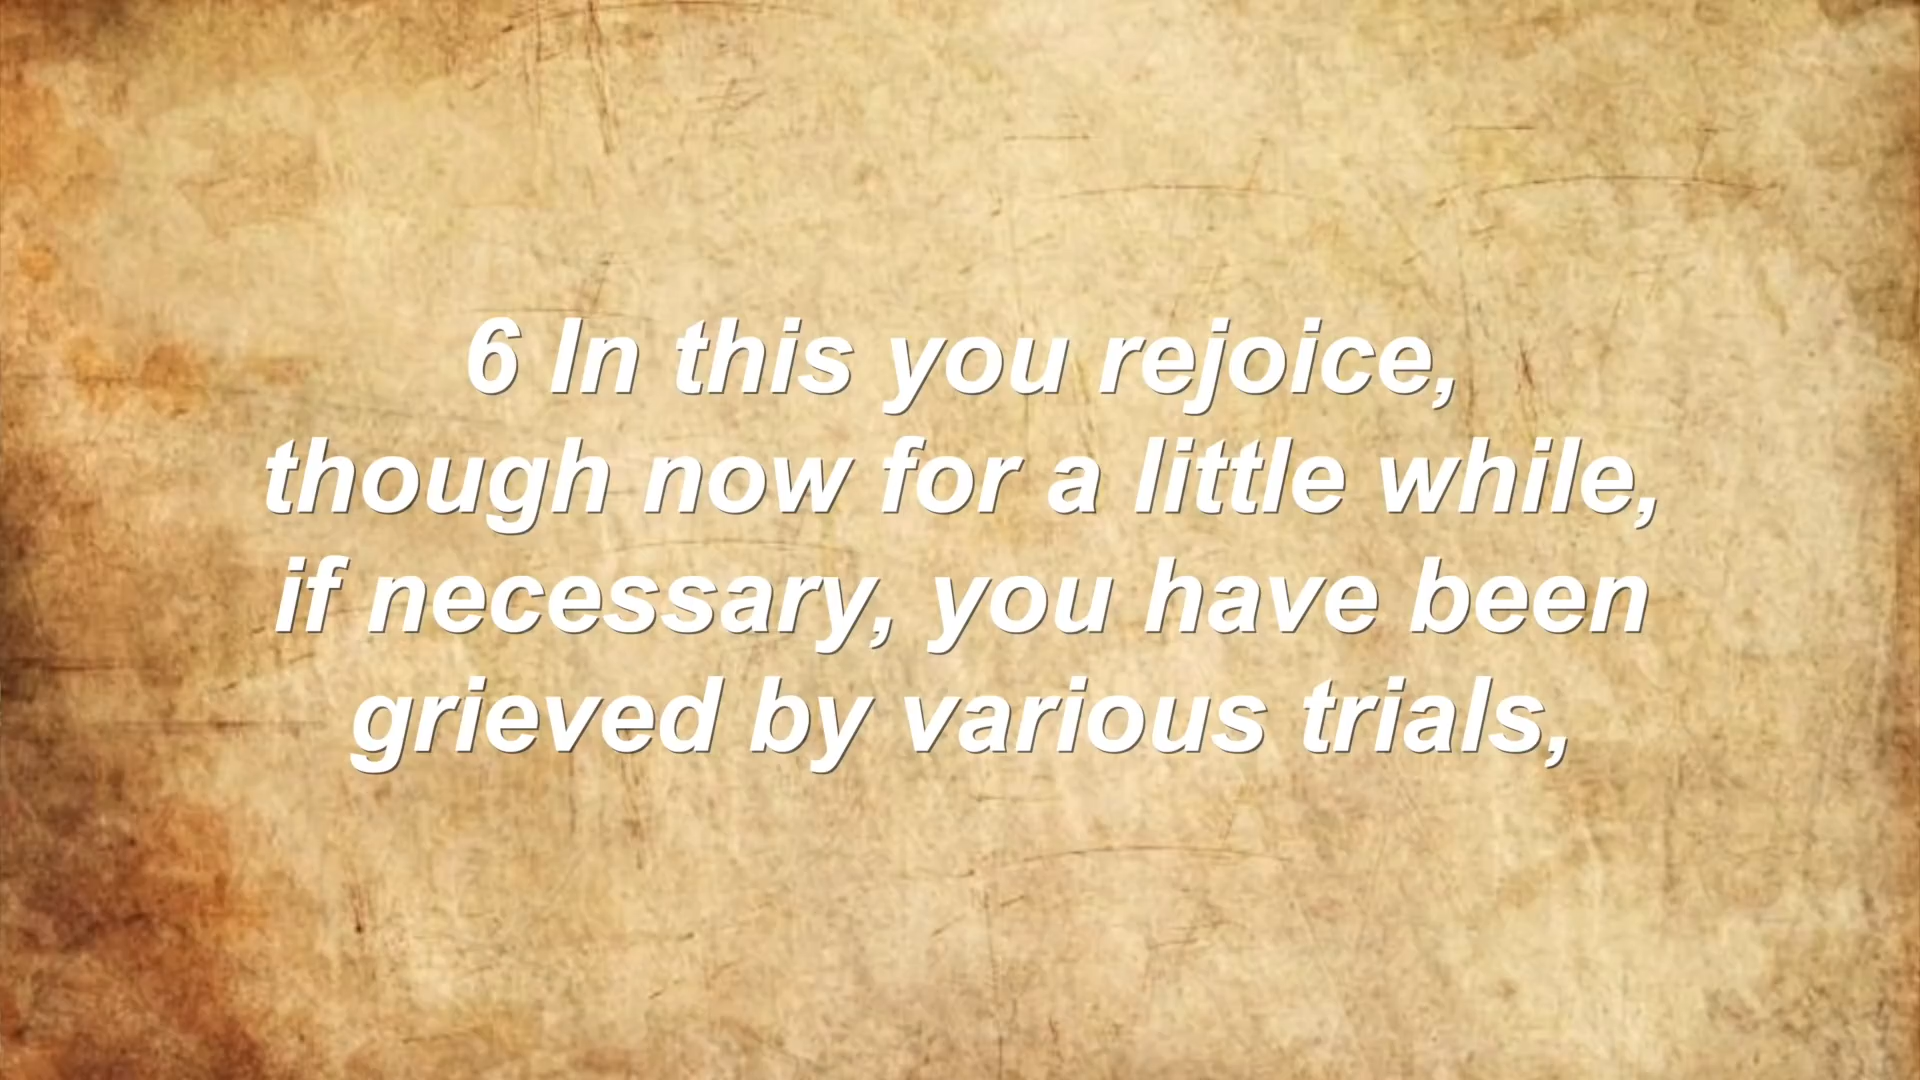 6 In this you rejoice,
though now for a little while,
if necessary, you have been
grieved by various trials,